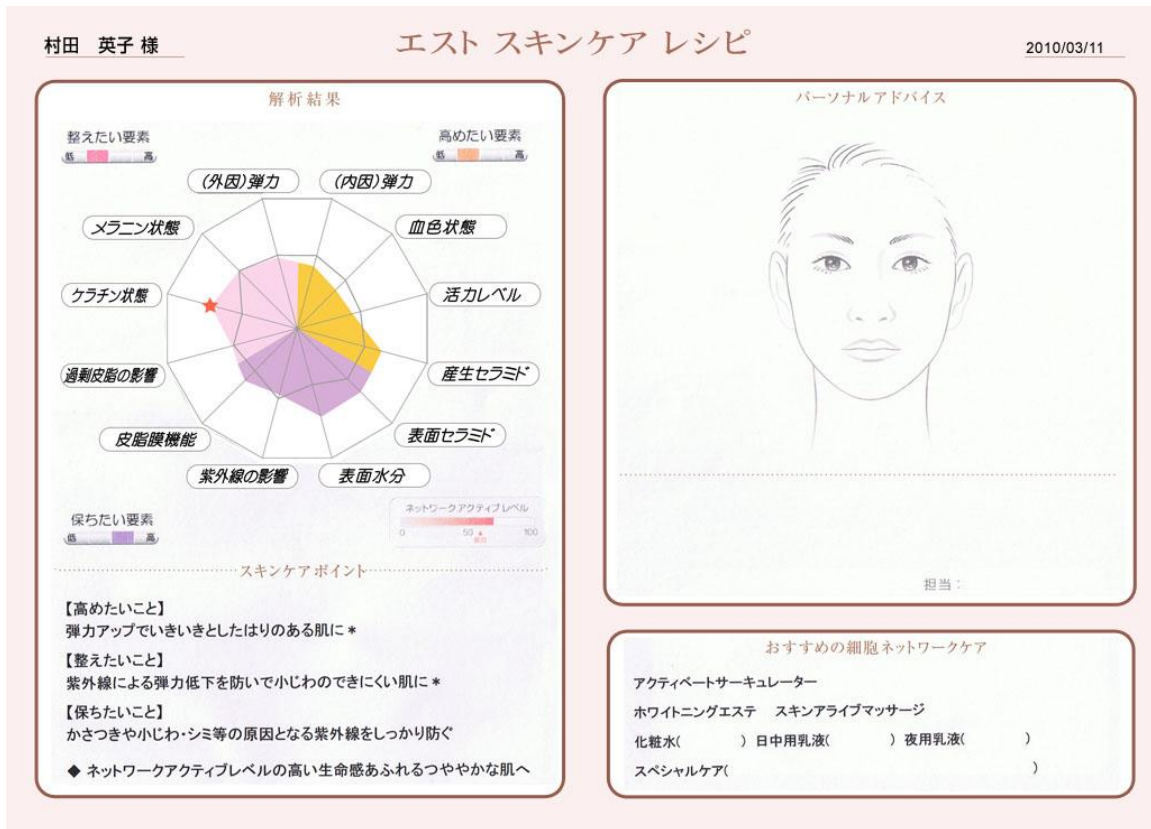 村田　英子 様
エスト スキンケア レシピ
2010/03/11
解析結果
整えたい要素
低 高
高めたい要素
低 高
(外因)弾力
(内因)弾力
メラニン状態
血色状態
ケラチン状態
活力レベル
過剰皮脂の影響
産生セラミド
皮脂膜機能
表面セラミド
紫外線の影響
表面水分
保ちたい要素
低 高
ネットワークアクティブレベル
0 50 100
スキンケアポイント
【高めたいこと】
弾力アップでいきいきとしたはりのある肌に＊
【整えたいこと】
紫外線による弾力低下を防いで小じわのできにくい肌に＊
【保ちたいこと】
かさつきや小じわ・シミ等の原因となる紫外線をしっかり防ぐ
◆ ネットワークアクティブレベルの高い生命感あふれるつややかな肌へ
パーソナルアドバイス
担当：
おすすめの細胞ネットワークケア
アクティベートサーキュレーター
ホワイトニングエステ　スキンアライブマッサージ
化粧水(　　　) 日中用乳液(　　　) 夜用乳液(　　　)
スペシャルケア(　　　)